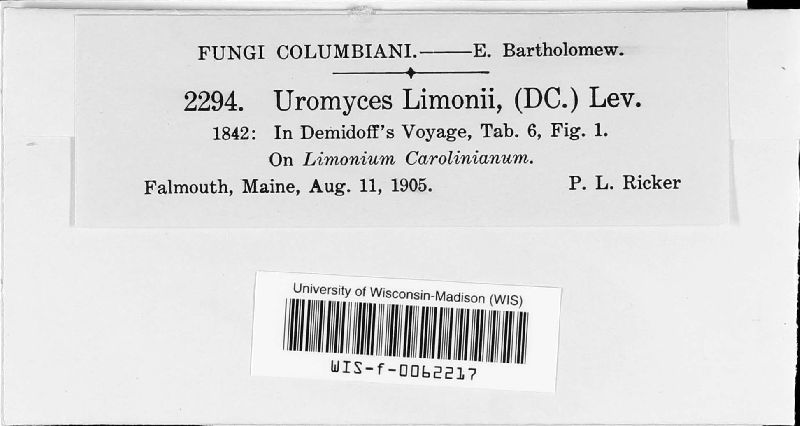 FUNGI COLUMBIANI.——E. Bartholomew.
2294. Uromyces Limonii, (DC.) Lev.
1842: In Demidoff's Voyage, Tab. 6, Fig. 1.
On Limonium Carolinianum.
Falmouth, Maine, Aug. 11, 1905. P. L. Ricker
University of Wisconsin-Madison (WIS)
WIS-f-0062217